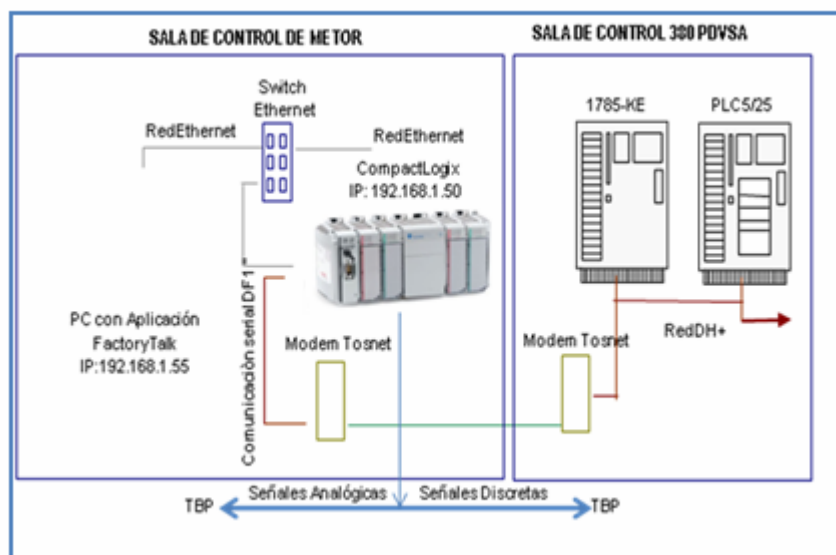 SALA DE CONTROL DE METOR
SALA DE CONTROL 380 PDVSA
Switch
Ethernet
RedEthernet
RedEthernet
CompactLogix
IP: 192.168.1.50
1785-KE
PLC5/25
Comunicaciòn serial DF1"
PC con Aplicación
FactoryTalk
IP:192.168.1.55
Modem Tosnet
Modem Tosnet
RedDH+
Señales Analógicas
Señales Discretas
TBP
TBP